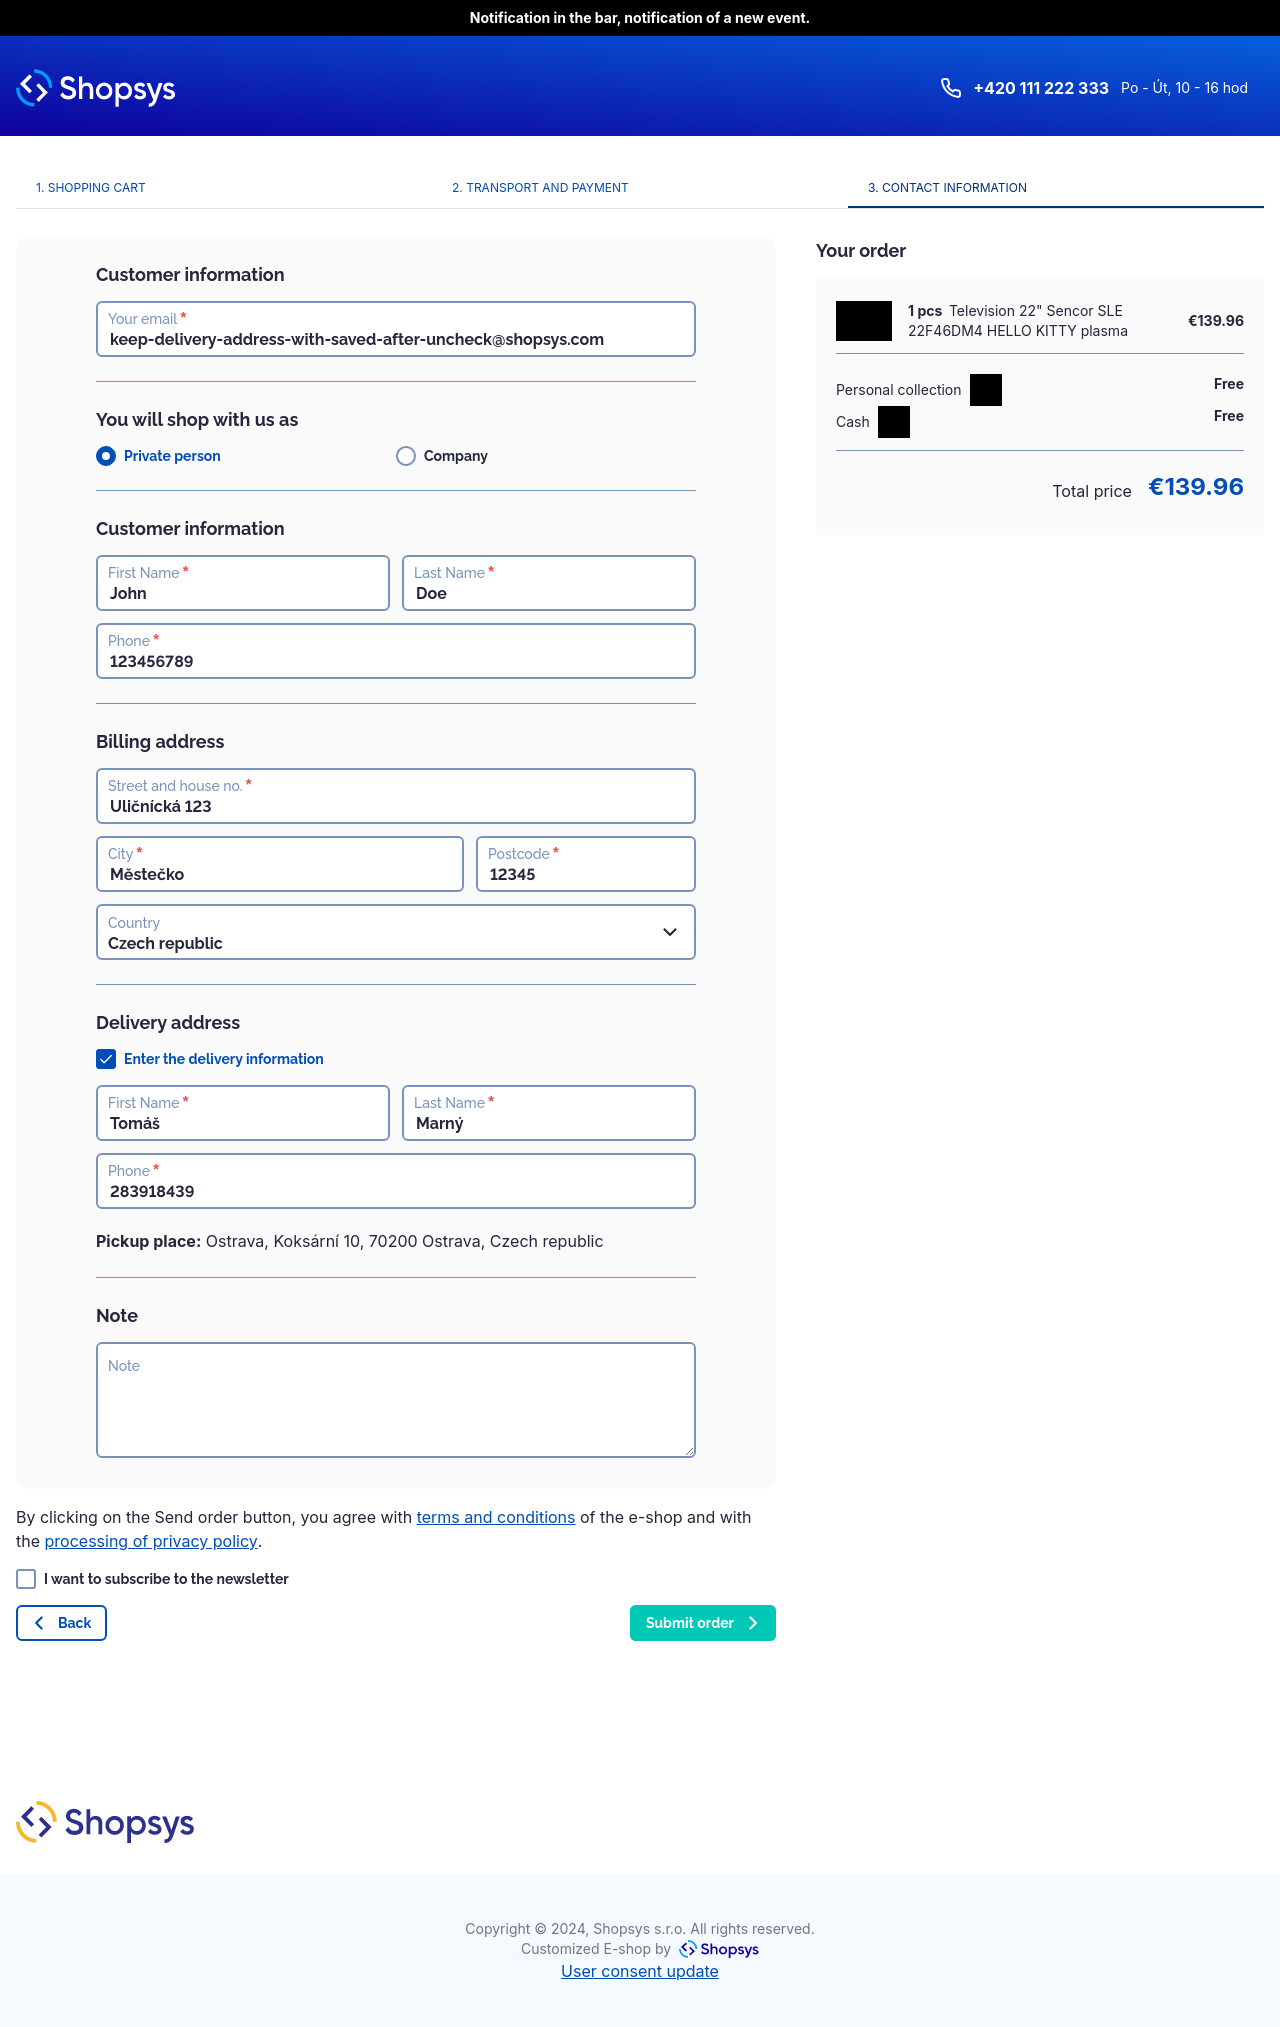 Notification in the bar, notification of a new event.
Shopsys
+420 111 222 333 Po - Út, 10 - 16 hod
1. SHOPPING CART
2. TRANSPORT AND PAYMENT
3. CONTACT INFORMATION
Customer information
Your email *
keep-delivery-address-with-saved-after-uncheck@shopsys.com
You will shop with us as
Private person
Company
Customer information
First Name *
John
Last Name *
Doe
Phone *
123456789
Billing address
Street and house no. *
Uličnícká 123
City *
Městečko
Postcode *
12345
Country
Czech republic
Delivery address
Enter the delivery information
First Name *
Tomáš
Last Name *
Marný
Phone *
283918439
Pickup place: Ostrava, Koksární 10, 70200 Ostrava, Czech republic
Note
Note
By clicking on the Send order button, you agree with terms and conditions of the e-shop and with
the processing of privacy policy.
I want to subscribe to the newsletter
Back
Submit order
Your order
1 pcs Television 22" Sencor SLE
22F46DM4 HELLO KITTY plasma
€139.96
Personal collection
Free
Cash
Free
Total price €139.96
Shopsys
Copyright © 2024, Shopsys s.r.o. All rights reserved.
Customized E-shop by Shopsys
User consent update